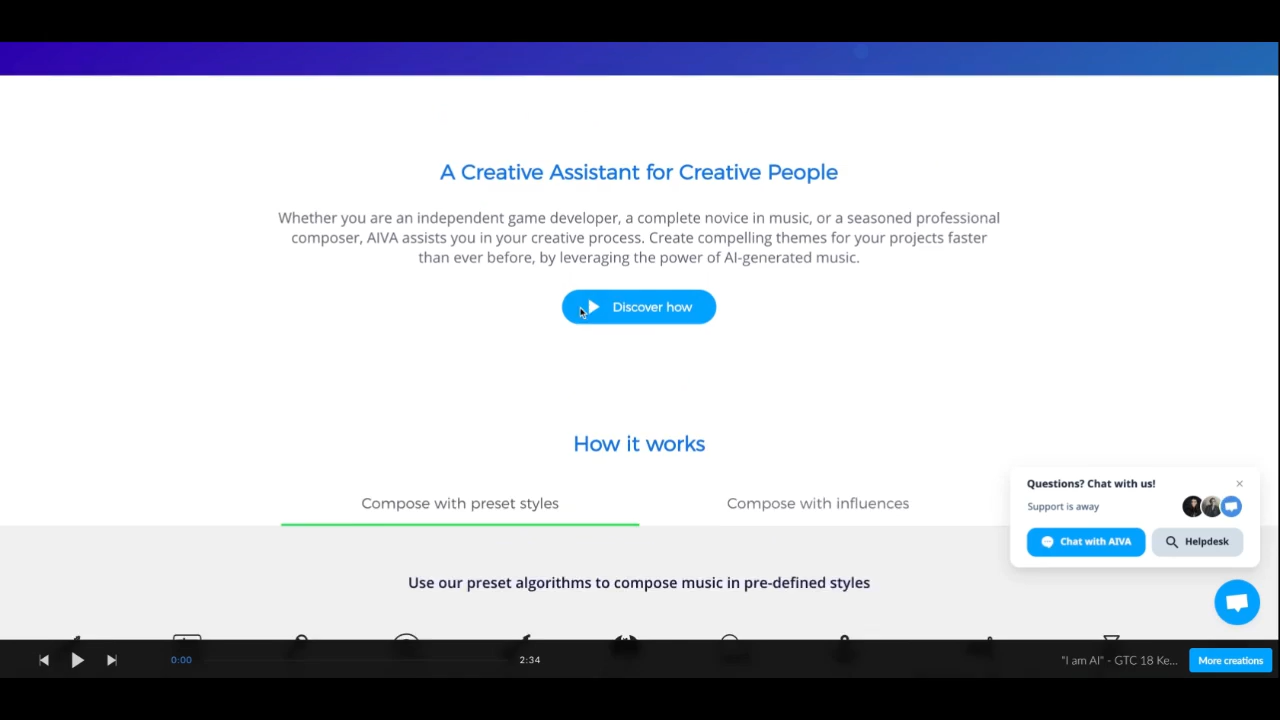 A Creative Assistant for Creative People
Whether you are an independent game developer, a complete novice in music, or a seasoned professional
composer, AIVA assists you in your creative process. Create compelling themes for your projects faster
than ever before, by leveraging the power of AI-generated music.
Discover how
How it works
Compose with preset styles
Compose with influences
Questions? Chat with us!
Support is away
Chat with AIVA
Helpdesk
Use our preset algorithms to compose music in pre-defined styles
0:00
2:34
"I am AI" - GTC 18 Ke...
More creations